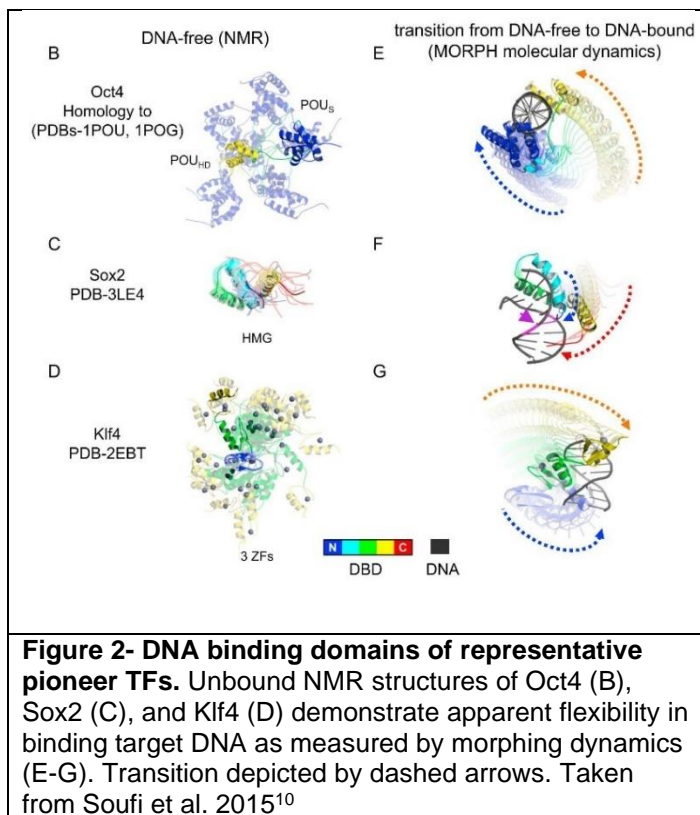 DNA-free (NMR)
transition from DNA-free to DNA-bound
(MORPH molecular dynamics)
B
Oct4
Homology to
(PDBs-1POU, 1POG)
POUS
POUHD
E
C
Sox2
PDB-3LE4
HMG
F
D
Klf4
PDB-2EBT
3 ZFs
G
N
C
DBD
DNA
Figure 2- DNA binding domains of representative
pioneer TFs. Unbound NMR structures of Oct4 (B),
Sox2 (C), and Klf4 (D) demonstrate apparent flexibility in
binding target DNA as measured by morphing dynamics
(E-G). Transition depicted by dashed arrows. Taken
from Soufi et al. 2015¹⁰